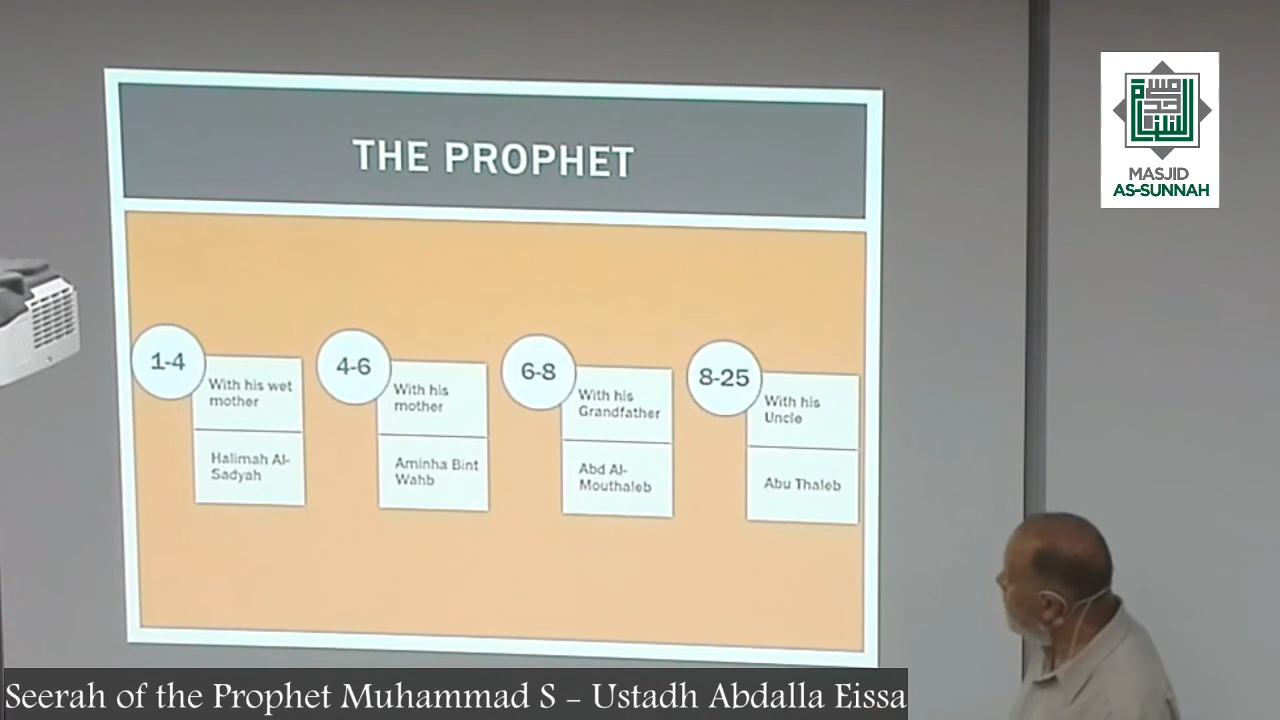 THE PROPHET
1-4
With his wet
mother
Halimah Al-
Sadyah
4-6
With his
mother
Aminha Bint
Wahb
6-8
With his
Grandfather
Abd Al-
Mouthaleb
8-25
With his
Uncle
Abu Thaleb
MASJID
AS-SUNNAH
Seerah of the Prophet Muhammad S – Ustadh Abdalla Eissa